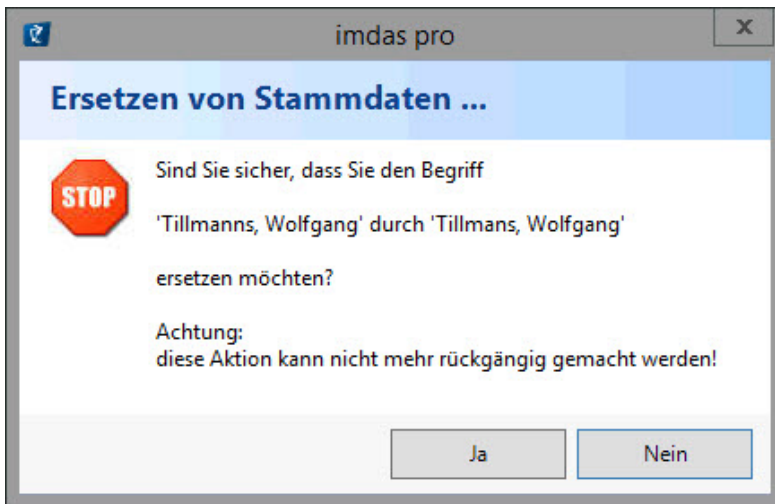 imdas pro
x
Ersetzen von Stammdaten ...
STOP
Sind Sie sicher, dass Sie den Begriff
'Tillmanns, Wolfgang' durch 'Tillmans, Wolfgang'
ersetzen möchten?
Achtung:
diese Aktion kann nicht mehr rückgängig gemacht werden!
Ja
Nein